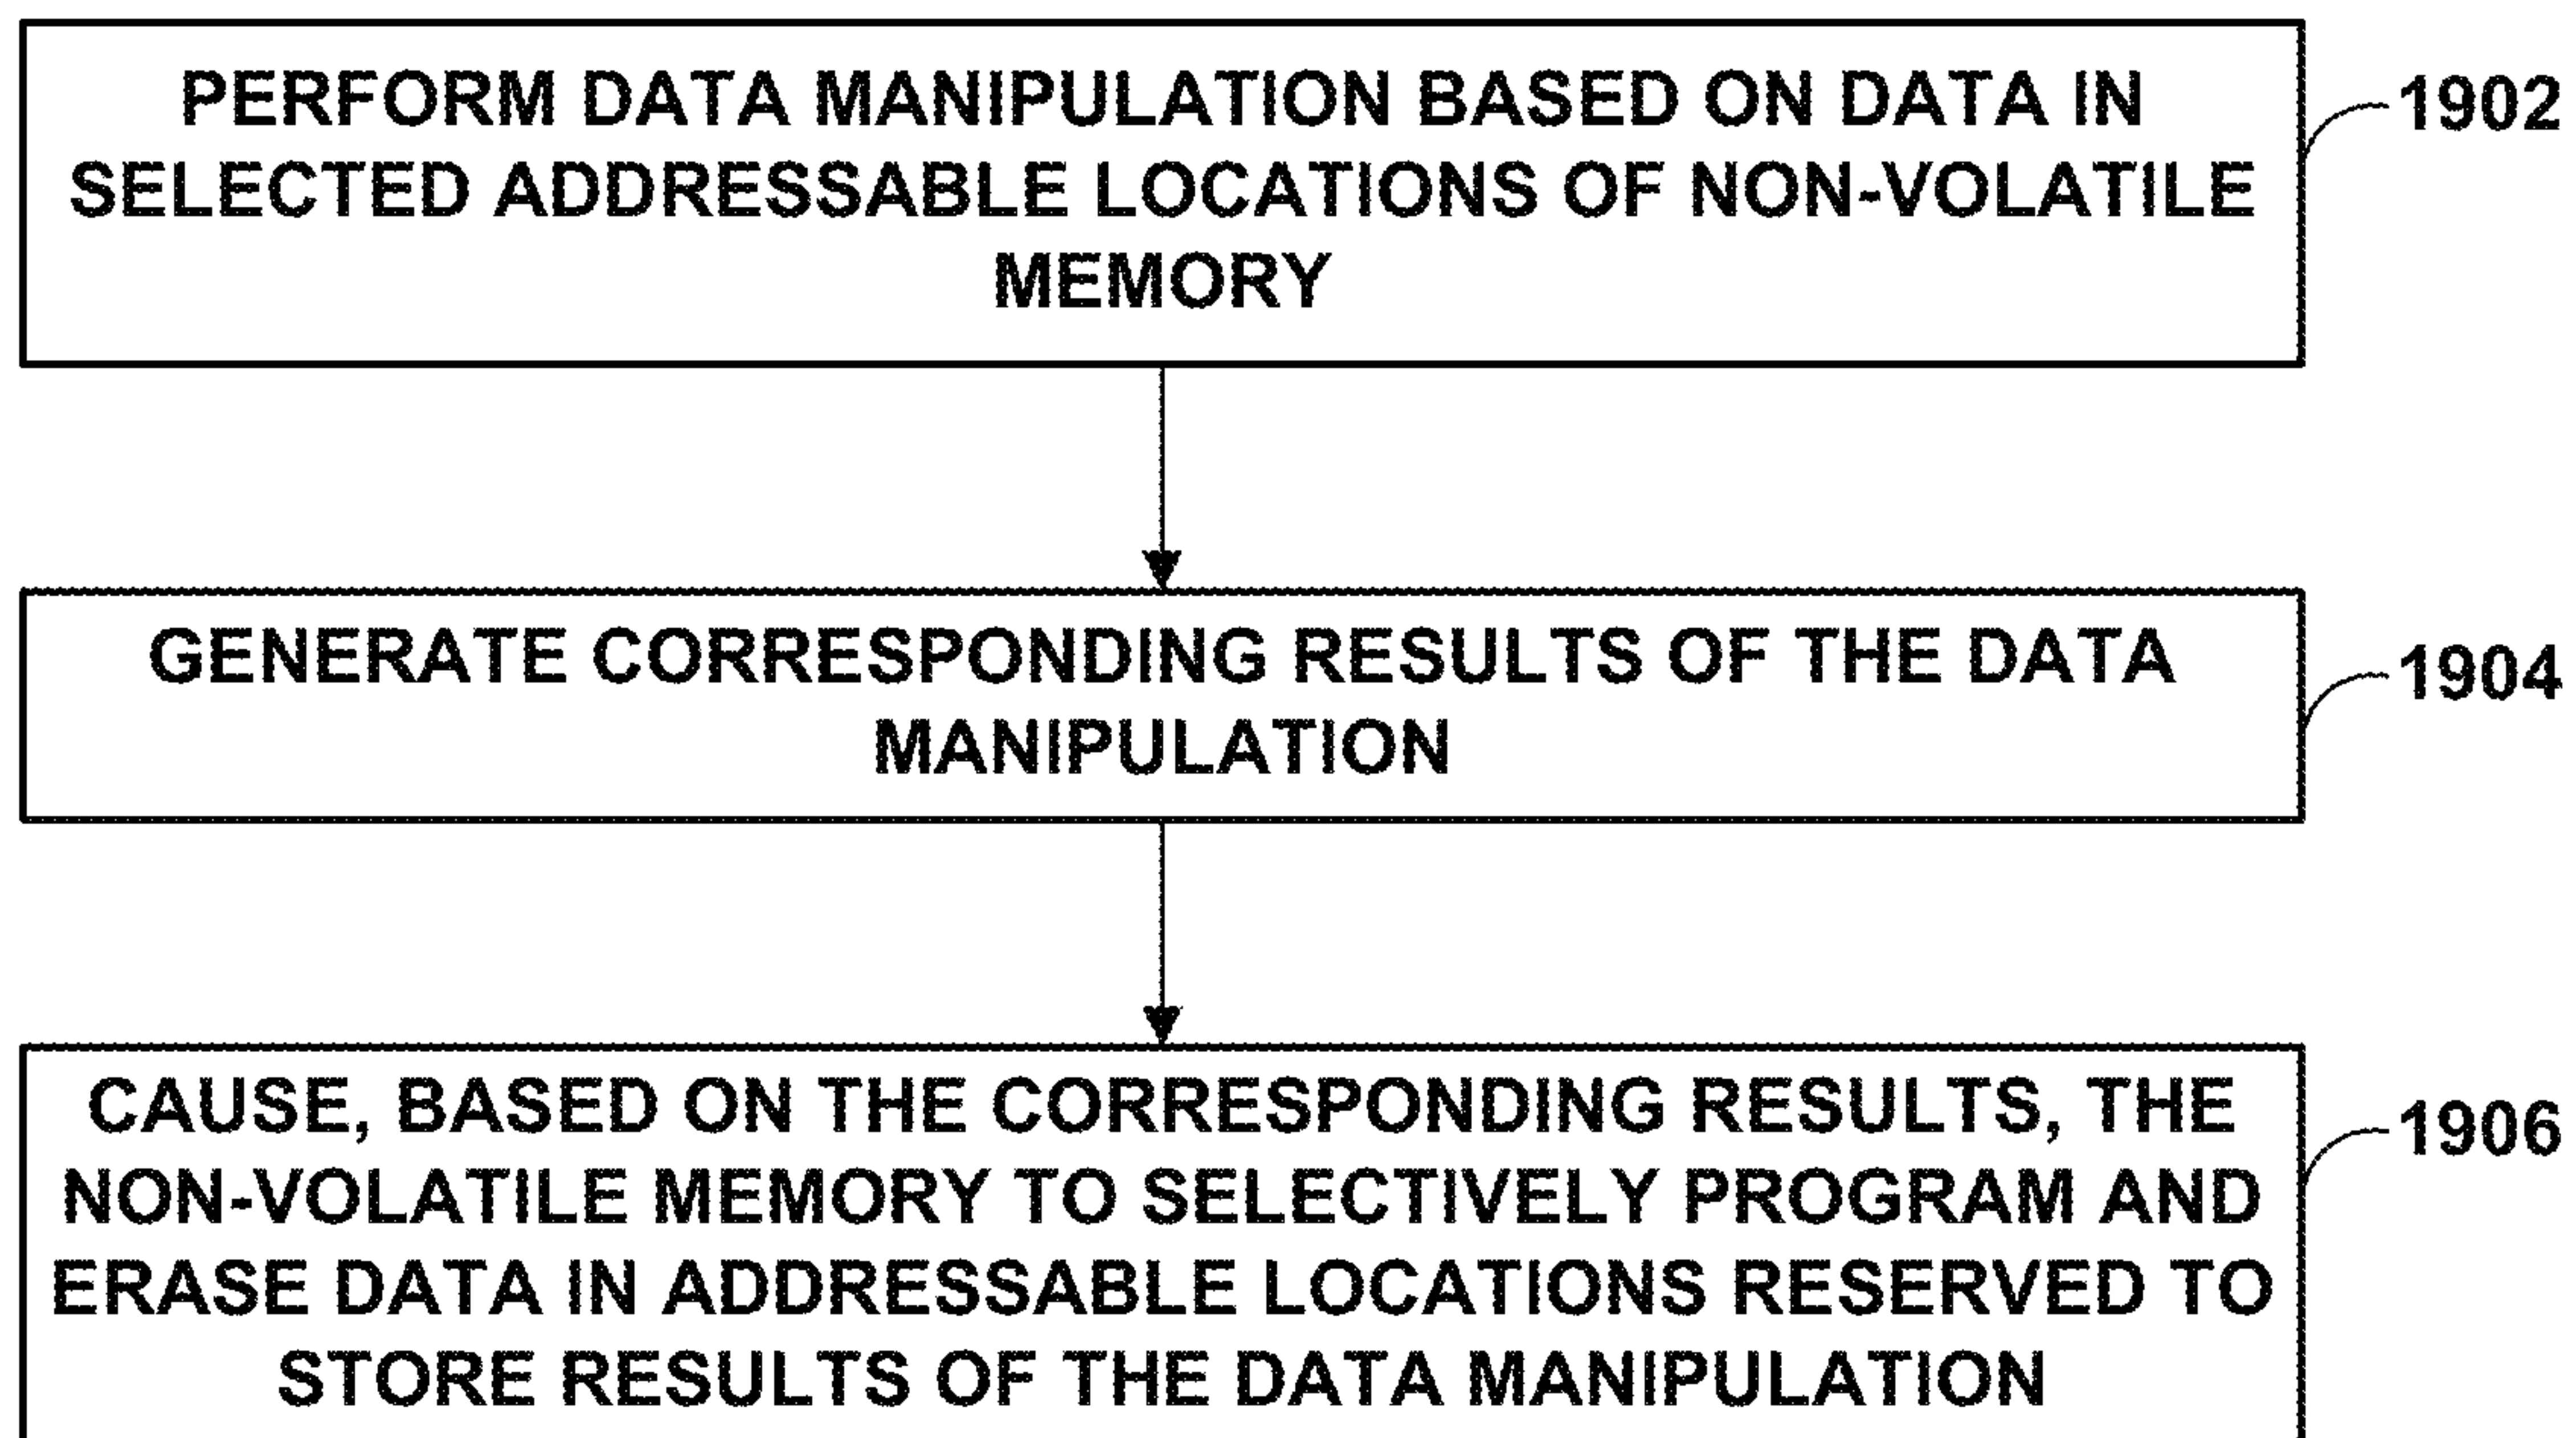 PERFORM DATA MANIPULATION BASED ON DATA IN
SELECTED ADDRESSABLE LOCATIONS OF NON-VOLATILE
MEMORY
1902
GENERATE CORRESPONDING RESULTS OF THE DATA
MANIPULATION
1904
CAUSE, BASED ON THE CORRESPONDING RESULTS, THE
NON-VOLATILE MEMORY TO SELECTIVELY PROGRAM AND
ERASE DATA IN ADDRESSABLE LOCATIONS RESERVED TO
STORE RESULTS OF THE DATA MANIPULATION
1906